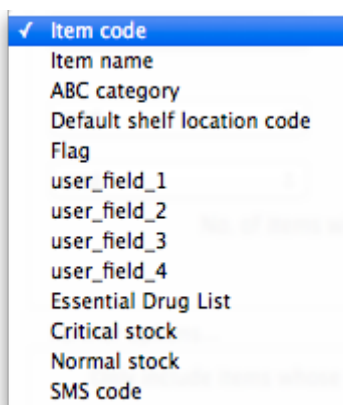 ✓ Item code
Item name
ABC category
Default shelf location code
Flag
user_field_1
user_field_2
user_field_3
user_field_4
Essential Drug List
Critical stock
Normal stock
SMS code